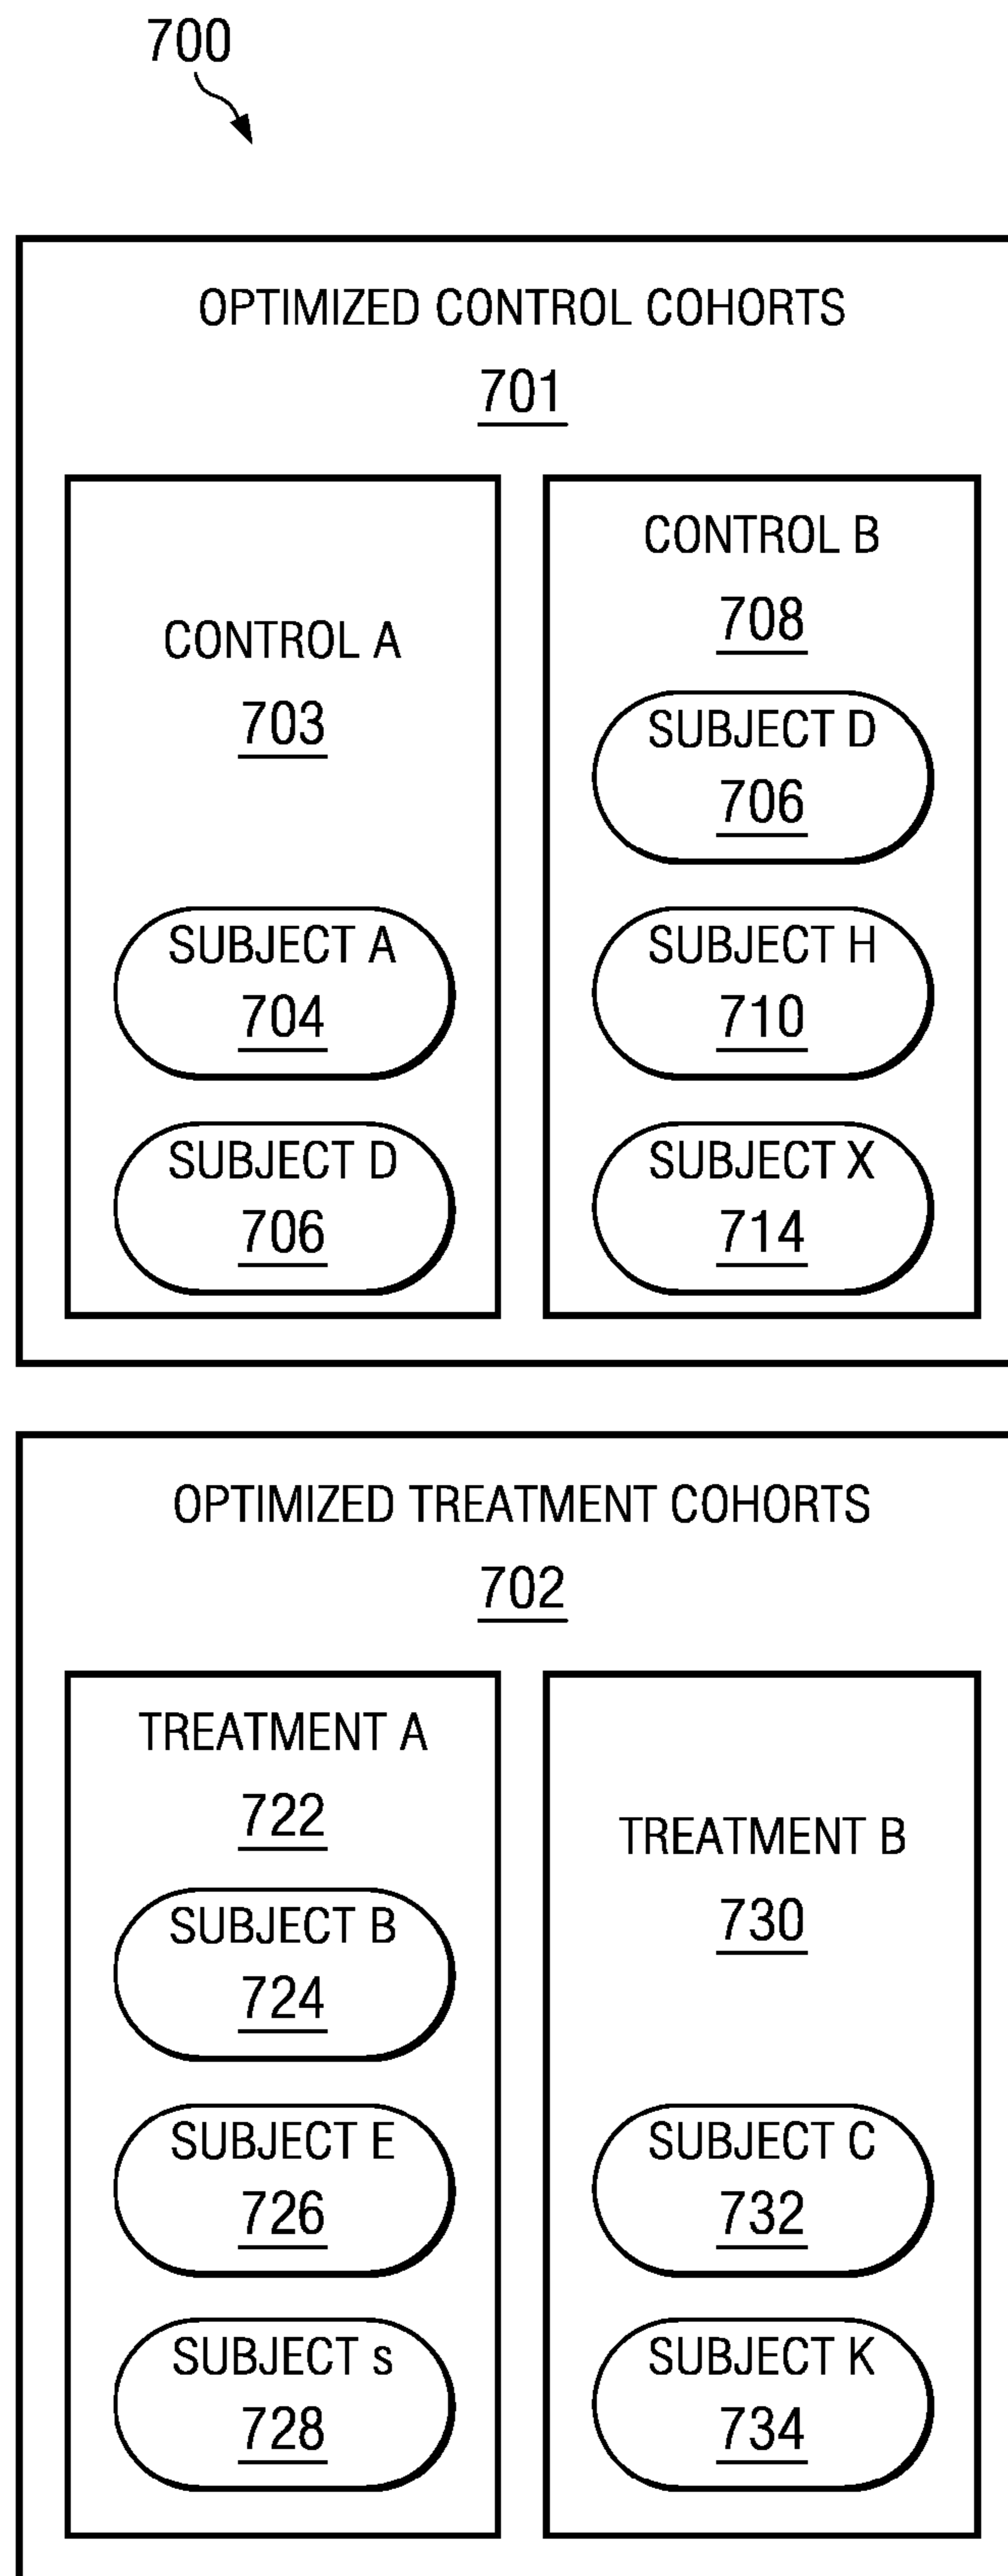 700
OPTIMIZED CONTROL COHORTS
701
CONTROL A
703
SUBJECT A
704
SUBJECT D
706
CONTROL B
708
SUBJECT D
706
SUBJECT H
710
SUBJECT X
714
OPTIMIZED TREATMENT COHORTS
702
TREATMENT A
722
SUBJECT B
724
SUBJECT E
726
SUBJECT s
728
TREATMENT B
730
SUBJECT C
732
SUBJECT K
734